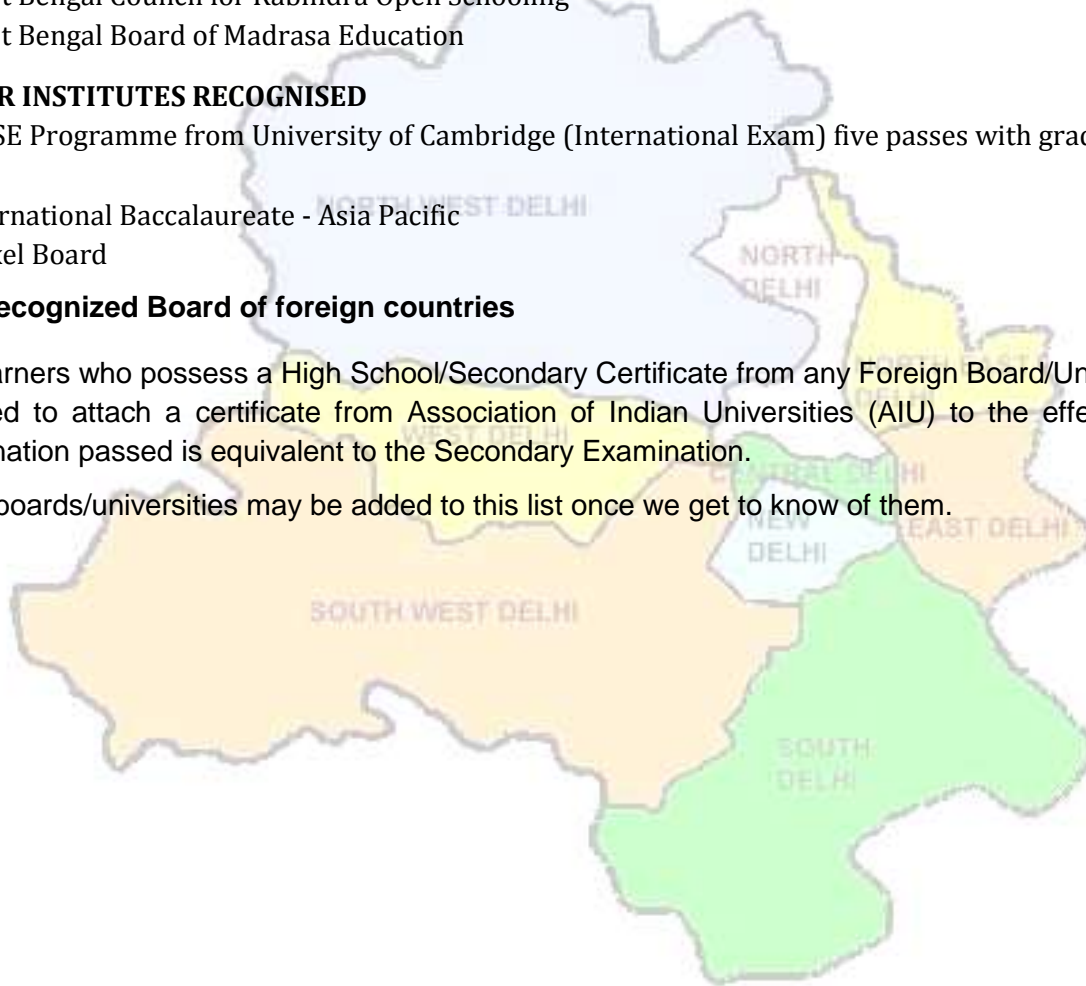 t Bengal Council for Rabindra Open Schooling
t Bengal Board of Madrasa Education
R INSTITUTES RECOGNISED
SE Programme from University of Cambridge (International Exam) five passes with grad
ernational Baccalaureate - Asia Pacific
xel Board
ecognized Board of foreign countries
arners who possess a High School/Secondary Certificate from any Foreign Board/Un
ed to attach a certificate from Association of Indian Universities (AIU) to the effe
nation passed is equivalent to the Secondary Examination.
boards/universities may be added to this list once we get to know of them.
NORTH WEST DELHI
NORTH
DELHI
NORTH EAST
DELHI
WEST DELHI
CENTRAL DELHI
NEW
DELHI
EAST DELHI
SOUTH WEST DELHI
SOUTH
DELHI